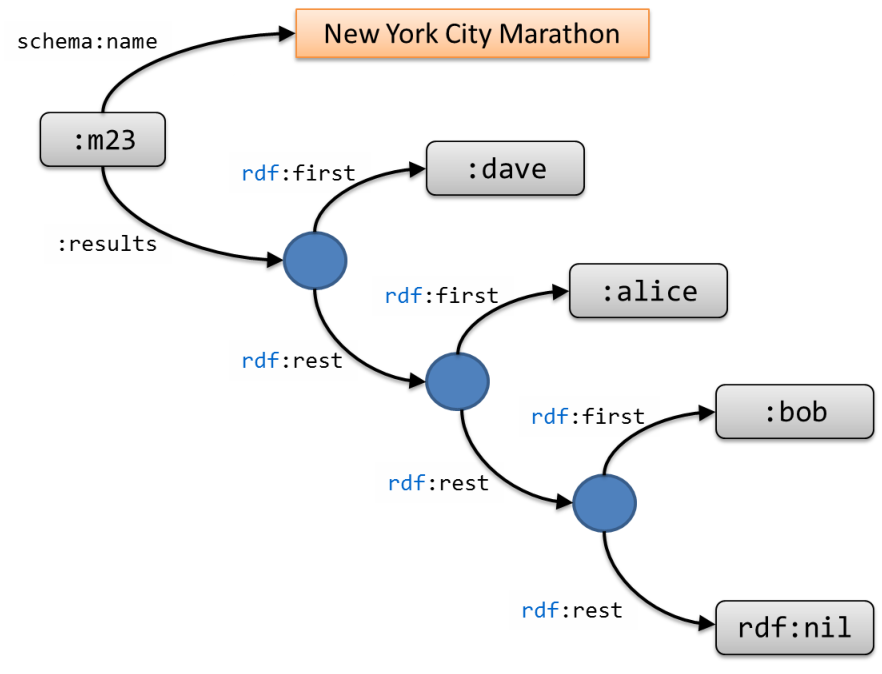 New York City Marathon
schema:name
:m23
rdf:first
:dave
:results
rdf:first
:alice
rdf:rest
rdf:first
:bob
rdf:rest
rdf:rest
rdf:nil